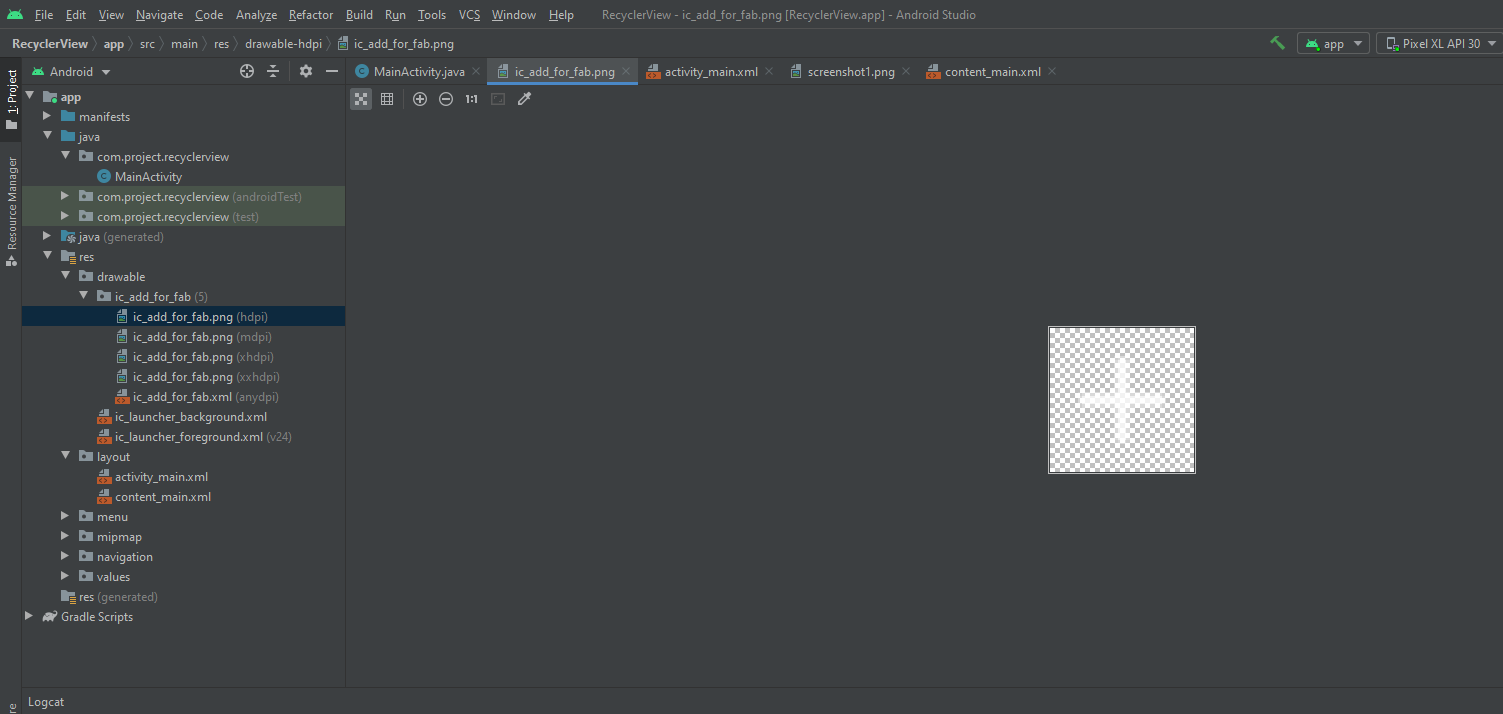 File Edit View Navigate Code Analyze Refactor Build Run Tools VCS Window Help RecyclerView - ic_add_for_fab.png [RecyclerView.app] - Android Studio
RecyclerView app src main res drawable-hdpi ic_add_for_fab.png app Pixel XL API 30
1: Project
Resource Manager
Android
MainActivity.java ic_add_for_fab.png activity_main.xml screenshot1.png content_main.xml
1:1
app
manifests
java
com.project.recyclerview
MainActivity
com.project.recyclerview (androidTest)
com.project.recyclerview (test)
java (generated)
res
drawable
ic_add_for_fab (5)
ic_add_for_fab.png (hdpi)
ic_add_for_fab.png (mdpi)
ic_add_for_fab.png (xhdpi)
ic_add_for_fab.png (xxhdpi)
ic_add_for_fab.xml (anydpi)
ic_launcher_background.xml
ic_launcher_foreground.xml (v24)
layout
activity_main.xml
content_main.xml
menu
mipmap
navigation
values
res (generated)
Gradle Scripts
Logcat